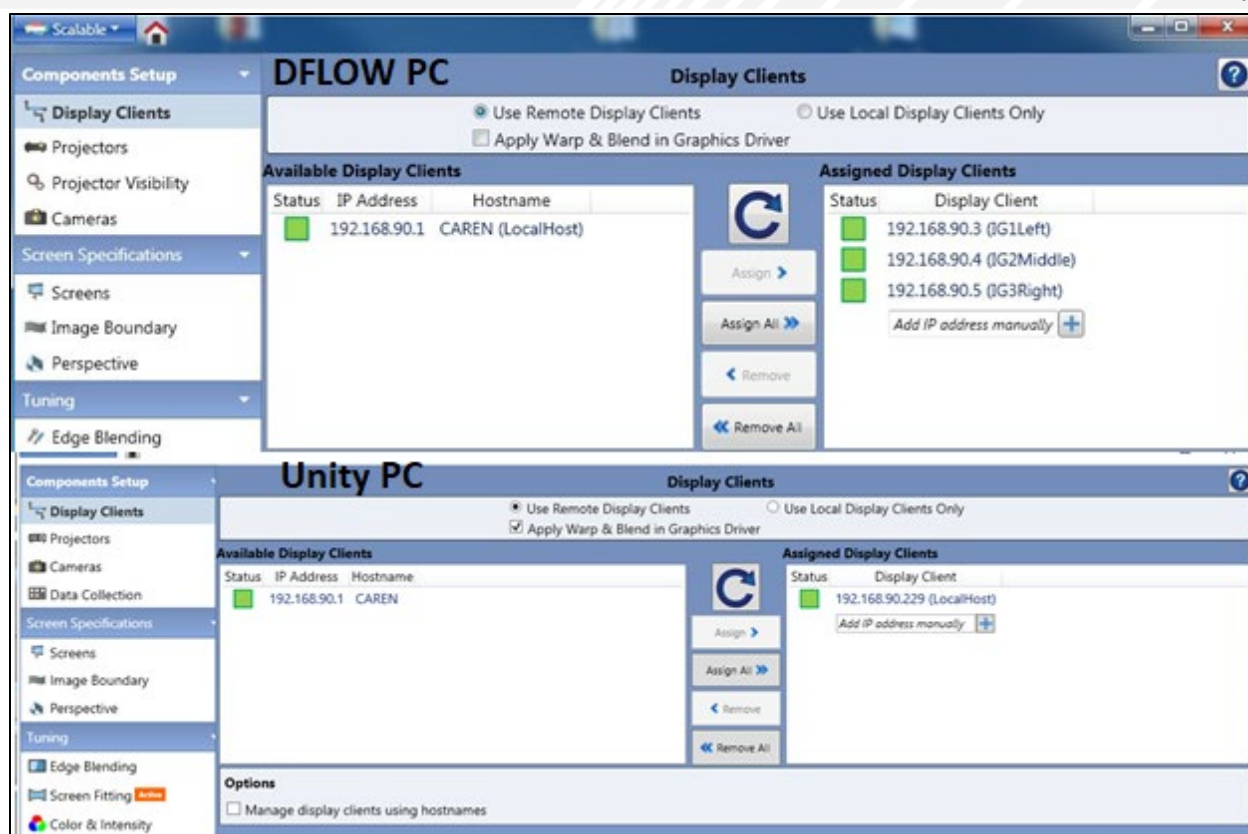 Scalable
Components Setup
DFLOW PC
Display Clients
Display Clients
Use Remote Display Clients
Use Local Display Clients Only
Apply Warp & Blend in Graphics Driver
Projectors
Projector Visibility
Cameras
Available Display Clients
Assigned Display Clients
Status IP Address Hostname
192.168.90.1 CAREN (LocalHost)
Status Display Client
192.168.90.3 (IG1Left)
192.168.90.4 (IG2Middle)
192.168.90.5 (IG3Right)
Add IP address manually
Assign
Assign All
Remove
Remove All
Screen Specifications
Screens
Image Boundary
Perspective
Tuning
Edge Blending
Components Setup
Unity PC
Display Clients
Display Clients
Use Remote Display Clients
Use Local Display Clients Only
Apply Warp & Blend in Graphics Driver
Projectors
Cameras
Data Collection
Available Display Clients
Assigned Display Clients
Status IP Address Hostname
192.168.90.1 CAREN
Status Display Client
192.168.90.229 (LocalHost)
Add IP address manually
Assign
Assign All
Remove
Remove All
Screen Specifications
Screens
Image Boundary
Perspective
Tuning
Edge Blending
Screen Fitting Active
Color & Intensity
Options
Manage display clients using hostnames